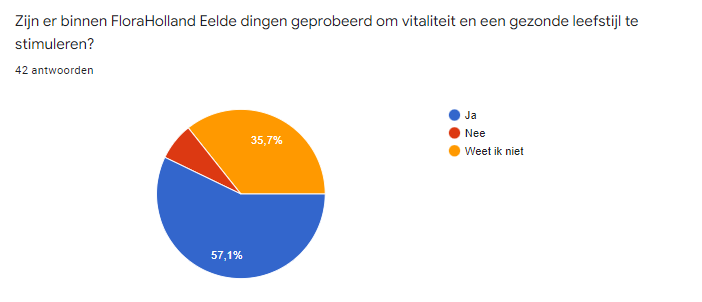 Zijn er binnen FloraHolland Eelde dingen geprobeerd om vitaliteit en een gezonde leefstijl te
stimuleren?
42 antwoorden
35,7%
57,1%
Ja
Nee
Weet ik niet